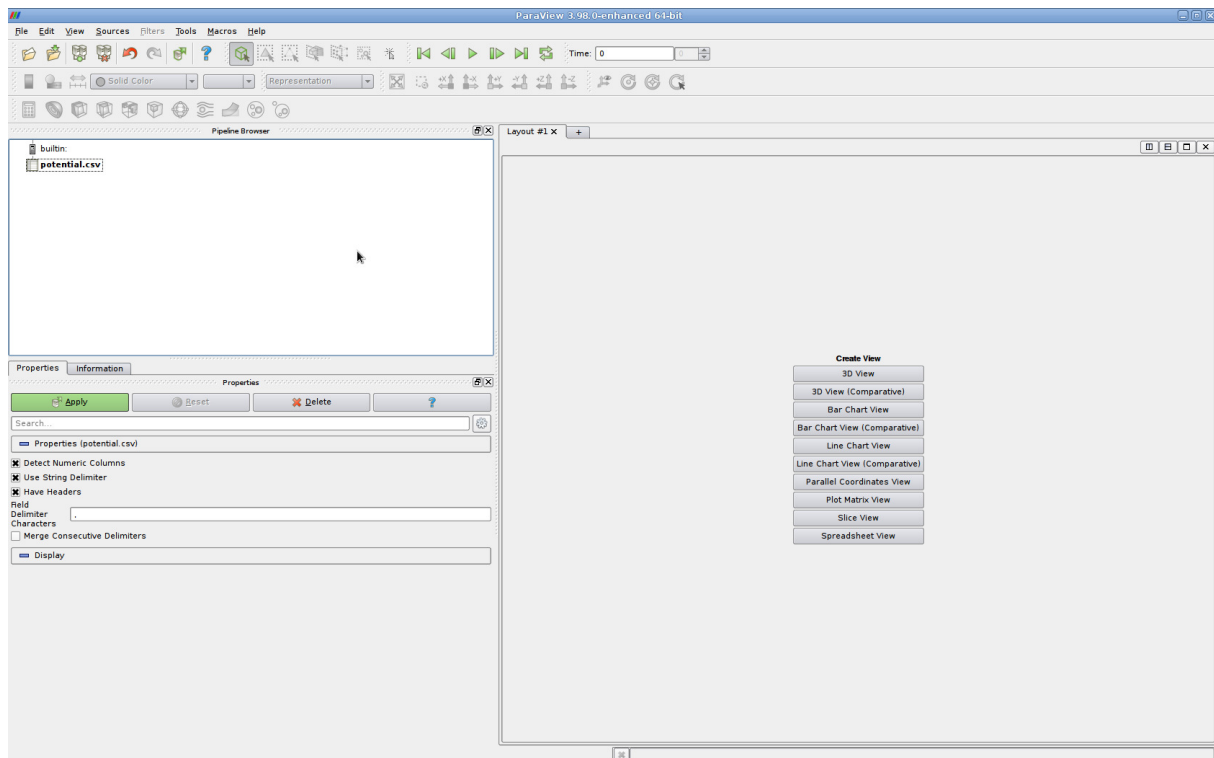 ParaView 3.98.0-enhanced 64-bit
File Edit View Sources Filters Tools Macros Help
Time: 0 0
Solid Color Representation
Pipeline Browser
Layout #1 x +
builtin:
potential.csv
Properties Information
Properties
Apply Reset Delete ?
Search...
Properties (potential.csv)
Detect Numeric Columns
Use String Delimiter
Have Headers
Field
Delimiter
Characters
Merge Consecutive Delimiters
Display
Create View
3D View
3D View (Comparative)
Bar Chart View
Bar Chart View (Comparative)
Line Chart View
Line Chart View (Comparative)
Parallel Coordinates View
Plot Matrix View
Slice View
Spreadsheet View